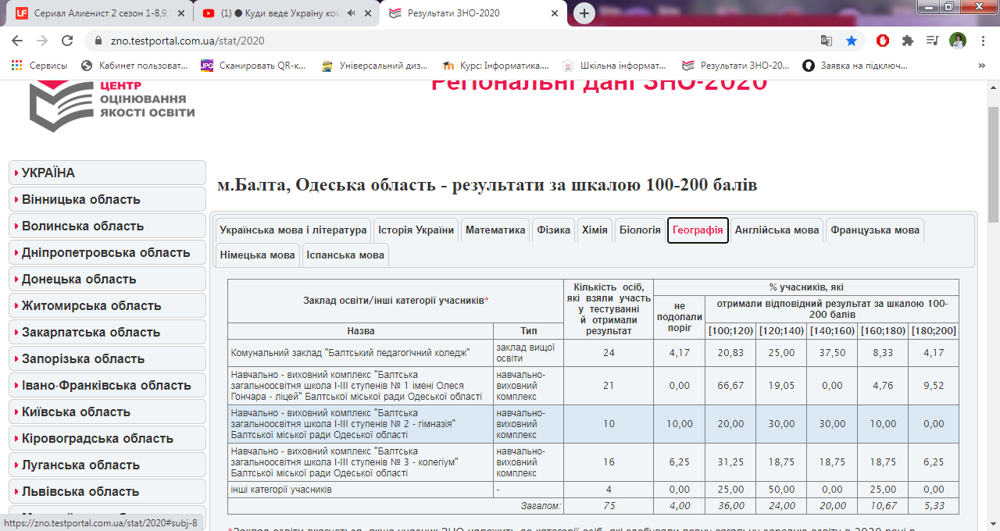 Сериал Алиенист 2 сезон 1-8,9,
(1) ● Куди веде Україну ком
Результати ЗНО-2020
zno.testportal.com.ua/stat/2020
Сервисы
Кабинет пользоват...
Сканировать QR-к...
Універсальний диз...
Курс: Інформатика....
Шкільна інформат...
Результати ЗНО-20...
Заявка на підключ...
»
ЦЕНТР
ОЦІНЮВАННЯ
ЯКОСТІ ОСВІТИ
Регіональні дані ЗНО-2020
УКРАЇНА
Вінницька область
Волинська область
Дніпропетровська область
Донецька область
Житомирська область
Закарпатська область
Запорізька область
Івано-Франківська область
Київська область
Кіровоградська область
Луганська область
Львівська область
https://zno.testportal.com.ua/stat/2020#subj-8
м.Балта, Одеська область - результати за шкалою 100-200 балів
Українська мова і література Історія України Математика Фізика Хімія Біологія Географія Англійська мова Французька мова
Німецька мова Іспанська мова
Заклад освіти/інші категорії учасників*
Назва
Тип
Кількість осіб,
які взяли участь
у тестуванні
й отримали
результат
% учасників, які
не
подолали
поріг
отримали відповідний результат за шкалою 100-
200 балів
[100;120) [120;140) [140;160) [160;180) [180;200]
Комунальний заклад "Балтський педагогічний коледж"
заклад вищої
освіти
24 4,17 20,83 25,00 37,50 8,33 4,17
Навчально - виховний комплекс "Балтська
загальноосвітня школа І-ІІІ ступенів № 1 імені Олеся
Гончара - ліцей" Балтської міської ради Одеської області
навчально-
виховний
комплекс
21 0,00 66,67 19,05 0,00 4,76 9,52
Навчально - виховний комплекс "Балтська
загальноосвітня школа І-ІІІ ступенів № 2 - гімназія"
Балтської міської ради Одеської області
навчально-
виховний
комплекс
10 10,00 20,00 30,00 30,00 10,00 0,00
Навчально - виховний комплекс "Балтська
загальноосвітня школа І-ІІІ ступенів № 3 - колегіум"
Балтської міської ради Одеської області
навчально-
виховний
комплекс
16 6,25 31,25 18,75 18,75 18,75 6,25
інші категорії учасників - 4 0,00 25,00 50,00 0,00 25,00 0,00
Загалом: 75 4,00 36,00 24,00 20,00 10,67 5,33
*Заклад освіти вказується, якщо учасник ЗНО належить до категорії осіб, які здобували повну загальну середню освіту в 2020 році в